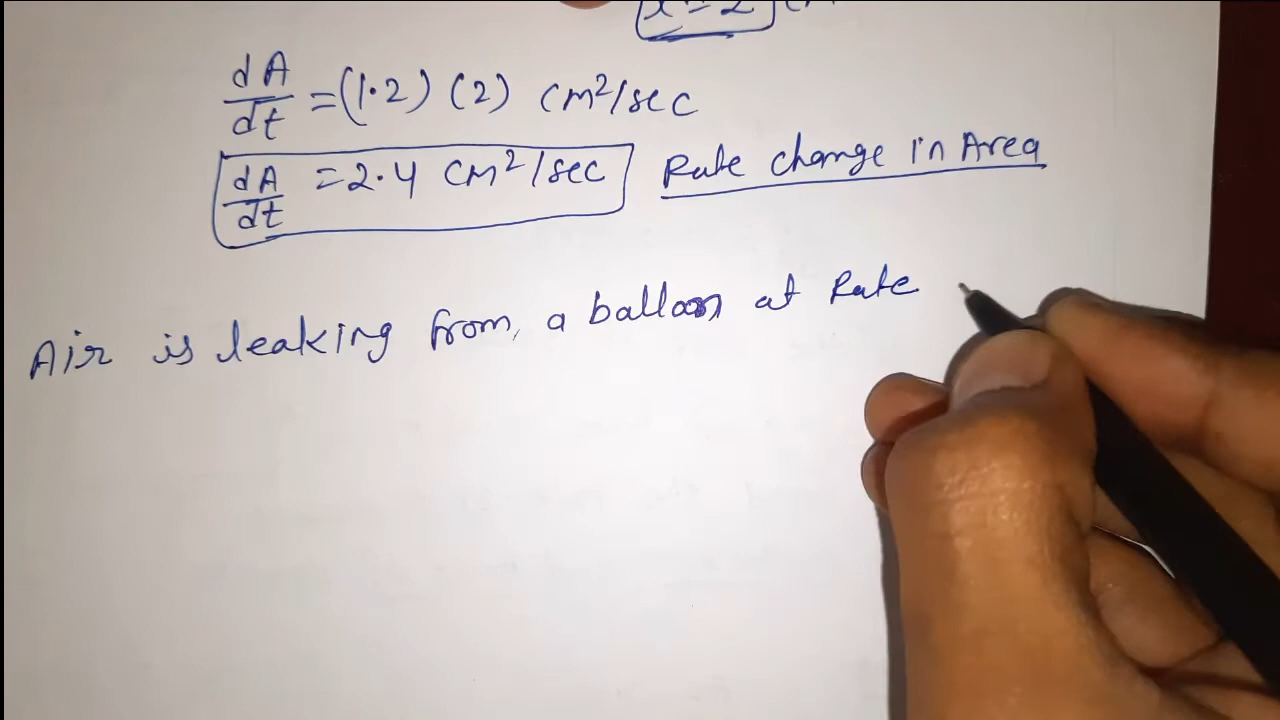 x = 2
dA/dt = (1.2) (2) cm²/sec
dA/dt = 2.4 cm²/sec Rate change in Area
Air is leaking from, a balloon at Rate